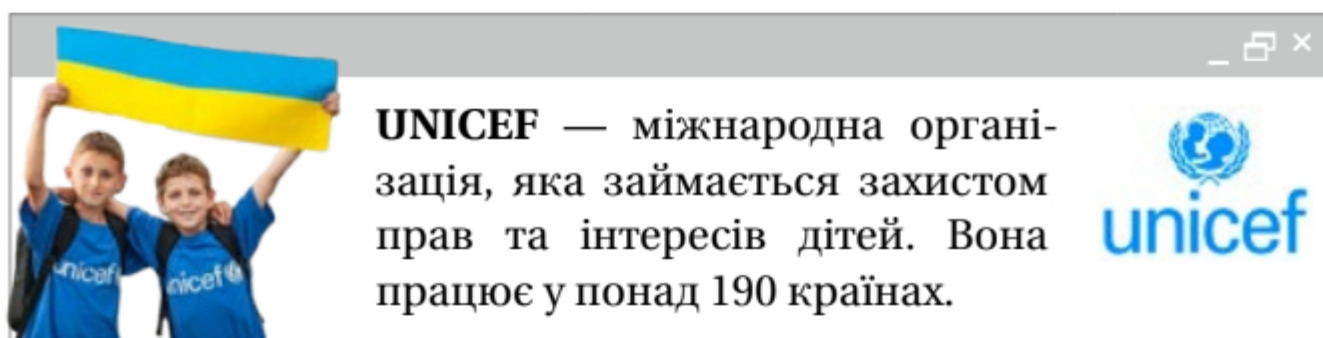 UNICEF — міжнародна органі-
зація, яка займається захистом
прав та інтересів дітей. Вона
працює у понад 190 країнах.
unicef
unicef
unicef